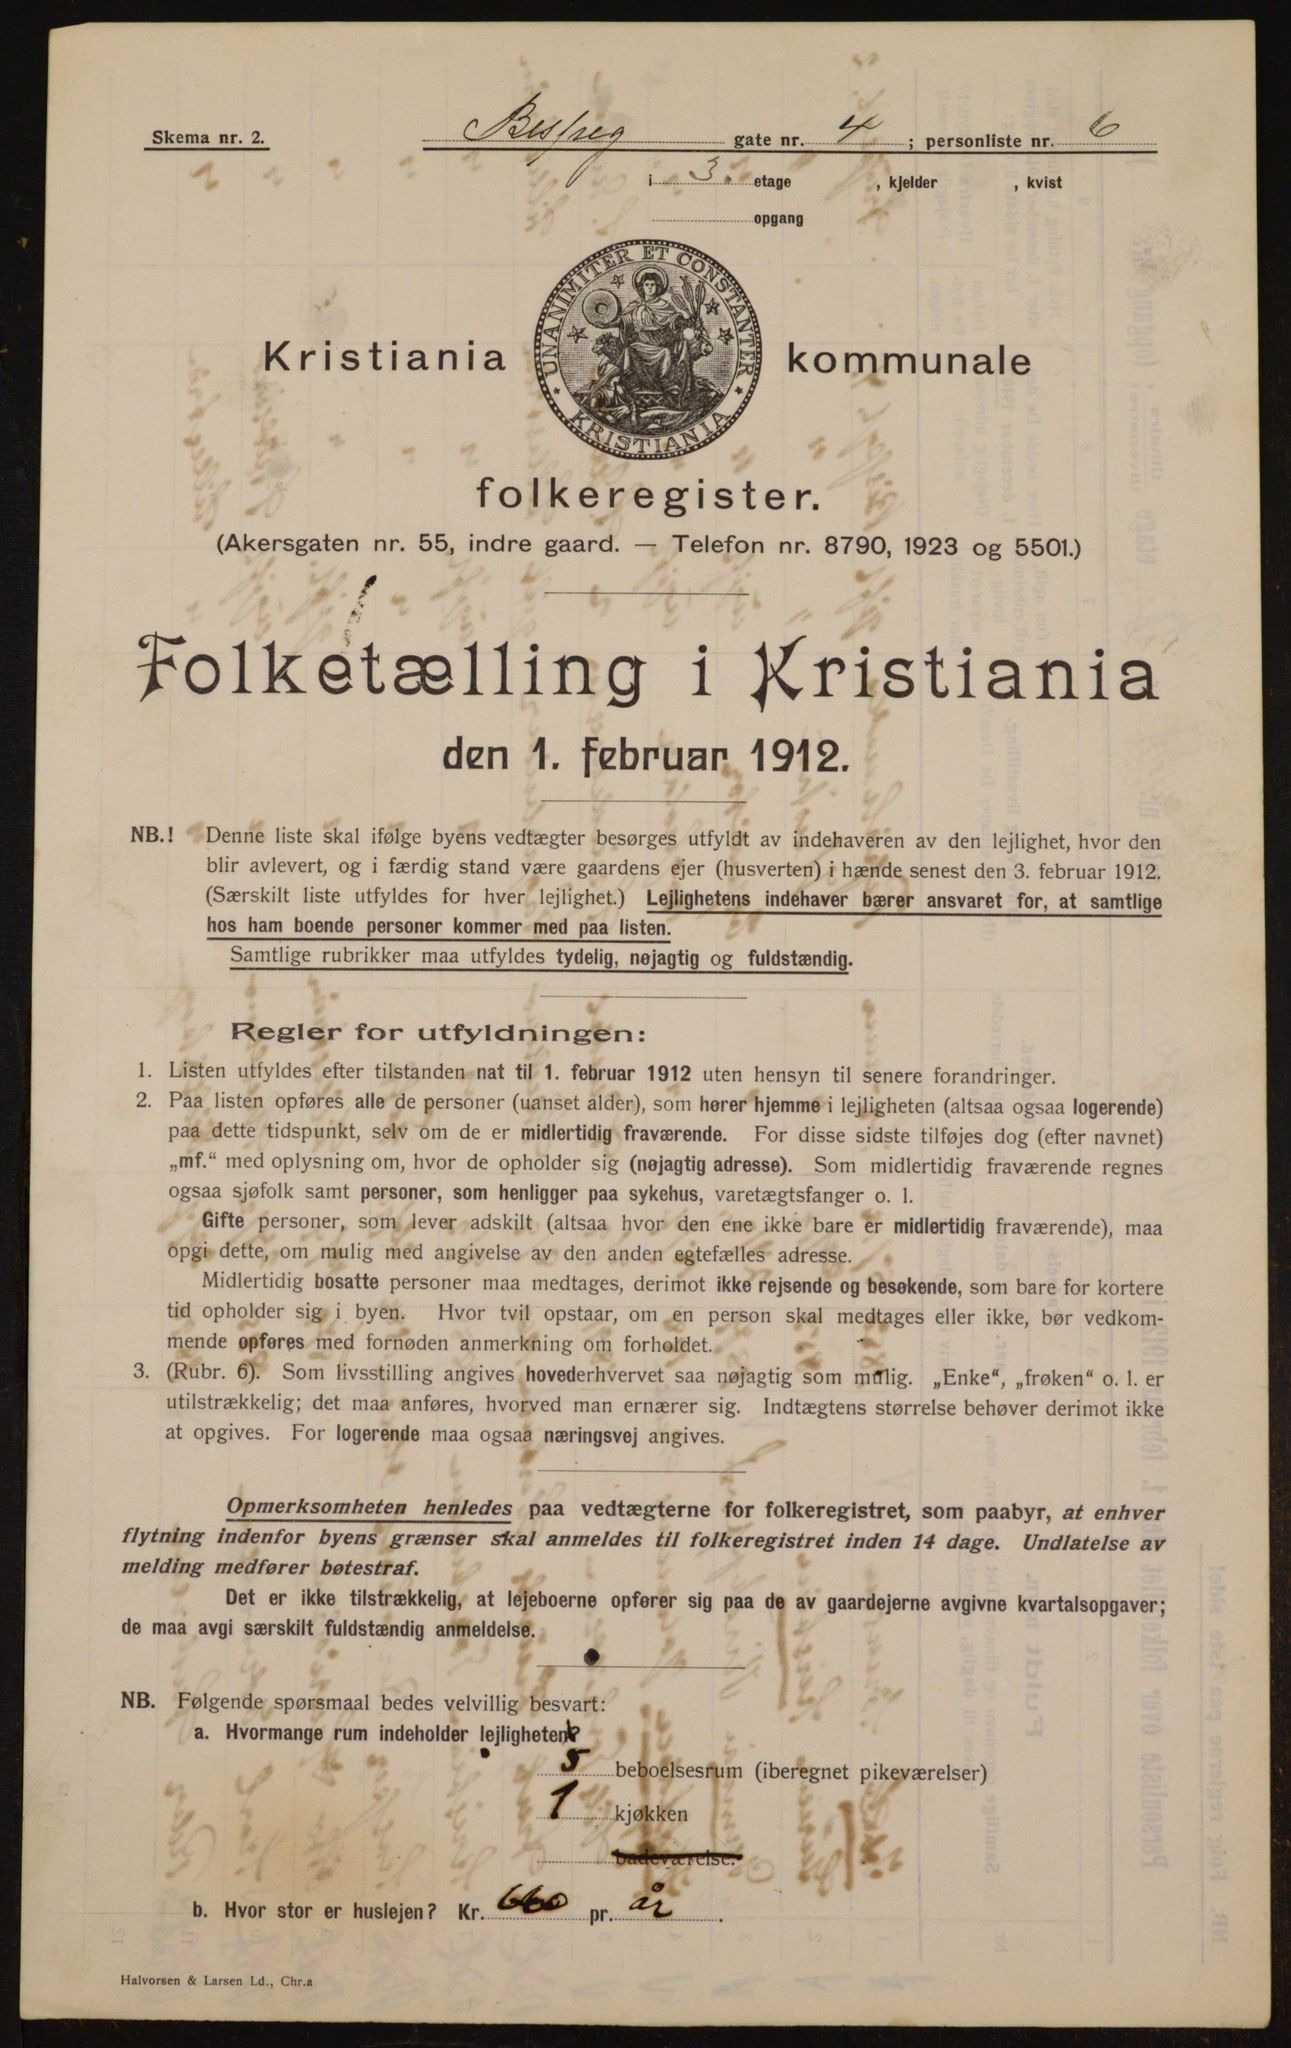 Skema nr. 2.
gate nr. 4; personliste nr. 6
i 3. etage , kjelder , kvist
opgang
UNANIMITER ET CONSTANTER
KRISTIANIA
Kristiania kommunale
folkeregister.
(Akersgaten nr. 55, indre gaard. — Telefon nr. 8790, 1923 og 5501.)
Folketælling i Kristiania
den 1. februar 1912.
NB.! Denne liste skal ifølge byens vedtægter besørges utfyldt av indehaveren av den lejlighet, hvor den
blir avlevert, og i færdig stand være gaardens ejer (husverten) i hænde senest den 3. februar 1912.
(Særskilt liste utfyldes for hver lejlighet.) Lejlighetens indehaver bærer ansvaret for, at samtlige
hos ham boende personer kommer med paa listen.
Samtlige rubrikker maa utfyldes tydelig, nøjagtig og fuldstændig.
Regler for utfyldningen:
1. Listen utfyldes efter tilstanden nat til 1. februar 1912 uten hensyn til senere forandringer.
2. Paa listen opføres alle de personer (uanset alder), som hører hjemme i lejligheten (altsaa ogsaa logerende)
paa dette tidspunkt, selv om de er midlertidig fraværende. For disse sidste tilføjes dog (efter navnet)
„mf.“ med oplysning om, hvor de opholder sig (nøjagtig adresse). Som midlertidig fraværende regnes
ogsaa sjøfolk samt personer, som henligger paa sykehus, varetægtsfanger o. l.
Gifte personer, som lever adskilt (altsaa hvor den ene ikke bare er midlertidig fraværende), maa
opgi dette, om mulig med angivelse av den anden egtefælles adresse.
Midlertidig bosatte personer maa medtages, derimot ikke rejsende og besøkende, som bare for kortere
tid opholder sig i byen. Hvor tvil opstaar, om en person skal medtages eller ikke, bør vedkom-
mende opføres med fornøden anmerkning om forholdet.
3. (Rubr. 6). Som livsstilling angives hovederhvervet saa nøjagtig som mulig. „Enke“, „frøken“ o. l. er
utilstrækkelig; det maa anføres, hvorved man ernærer sig. Indtægtens størrelse behøver derimot ikke
at opgives. For logerende maa ogsaa næringsvej angives.
Opmerksomheten henledes paa vedtægterne for folkeregistret, som paabyr, at enhver
flytning indenfor byens grænser skal anmeldes til folkeregistret inden 14 dage. Undlatelse av
melding medfører bøtestraf.
Det er ikke tilstrækkelig, at lejeboerne opfører sig paa de av gaardejerne avgivne kvartalsopgaver;
de maa avgi særskilt fuldstændig anmeldelse.
NB. Følgende spørsmaal bedes velvillig besvart:
a. Hvormange rum indeholder lejligheten?
5 beboelsesrum (iberegnet pikeværelser)
1 kjøkken
badeværelse.
b. Hvor stor er huslejen? Kr. 660 pr. år.
Halvorsen & Larsen Ld., Chr.a